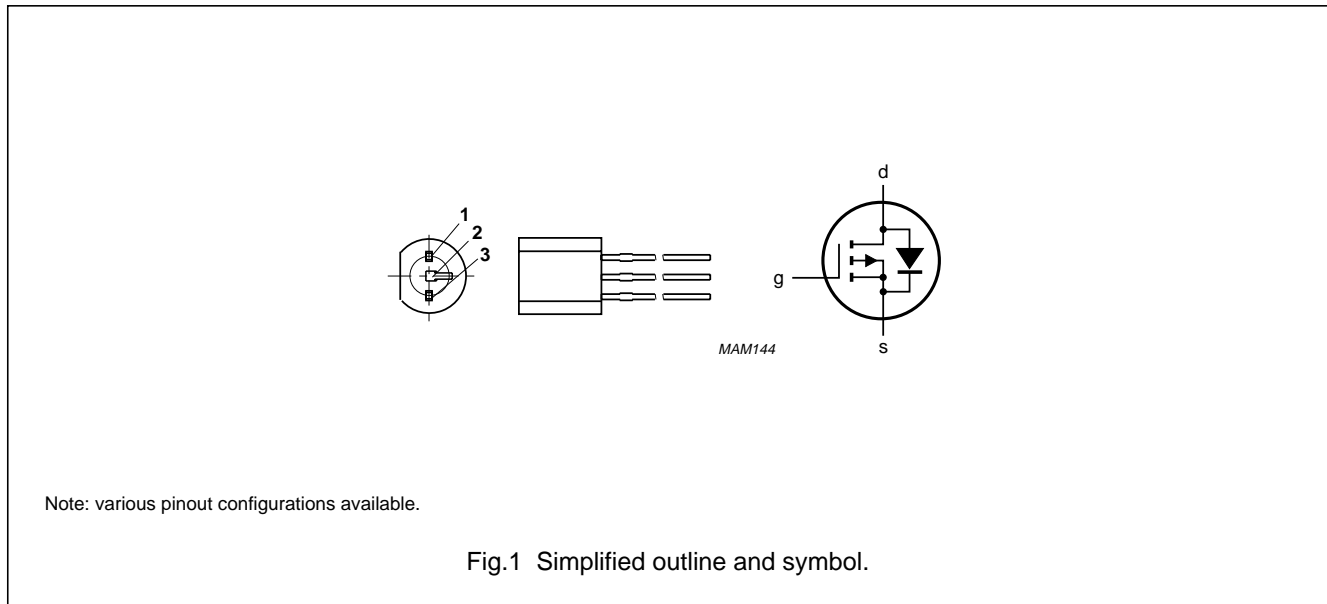 1
2
3
d
g
s
MAM144
Note: various pinout configurations available.
Fig.1 Simplified outline and symbol.